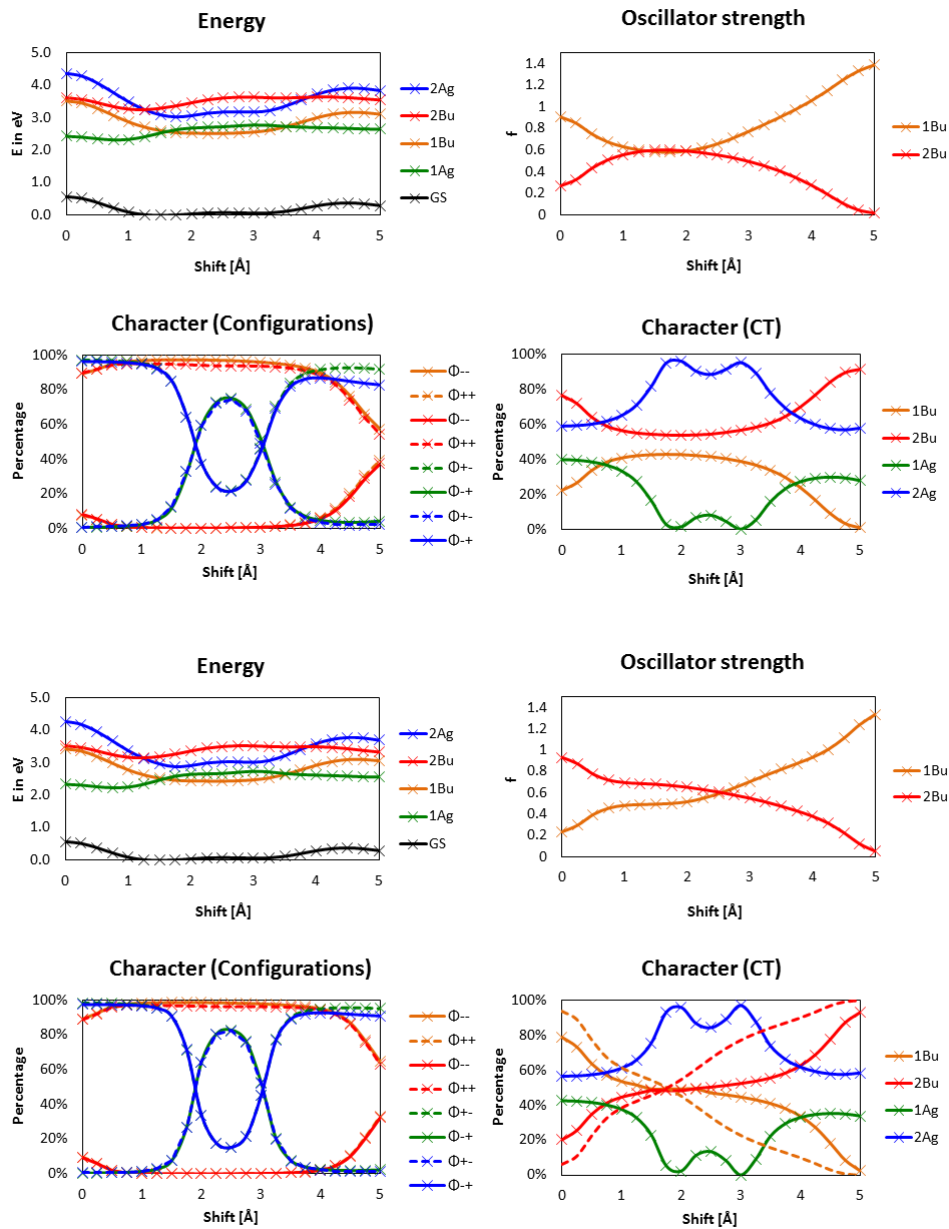 Energy
E in eV
5.0
4.0
3.0
2.0
1.0
0.0
0 1 2 3 4 5
Shift [Å]
2Ag
2Bu
1Bu
1Ag
GS
Oscillator strength
f
1.4
1.2
1
0.8
0.6
0.4
0.2
0
0 1 2 3 4 5
Shift [Å]
1Bu
2Bu
Character (Configurations)
Percentage
100%
80%
60%
40%
20%
0%
0 1 2 3 4 5
Shift [Å]
Φ--
Φ++
Φ--
Φ++
Φ+-
Φ-+
Φ+-
Φ-+
Character (CT)
Percentage
100%
80%
60%
40%
20%
0%
0 1 2 3 4 5
Shift [Å]
1Bu
2Bu
1Ag
2Ag
Energy
E in eV
5.0
4.0
3.0
2.0
1.0
0.0
0 1 2 3 4 5
Shift [Å]
2Ag
2Bu
1Bu
1Ag
GS
Oscillator strength
f
1.4
1.2
1
0.8
0.6
0.4
0.2
0
0 1 2 3 4 5
Shift [Å]
1Bu
2Bu
Character (Configurations)
Percentage
100%
80%
60%
40%
20%
0%
0 1 2 3 4 5
Shift [Å]
Φ--
Φ++
Φ--
Φ++
Φ+-
Φ-+
Φ+-
Φ-+
Character (CT)
Percentage
100%
80%
60%
40%
20%
0%
0 1 2 3 4 5
Shift [Å]
1Bu
2Bu
1Ag
2Ag